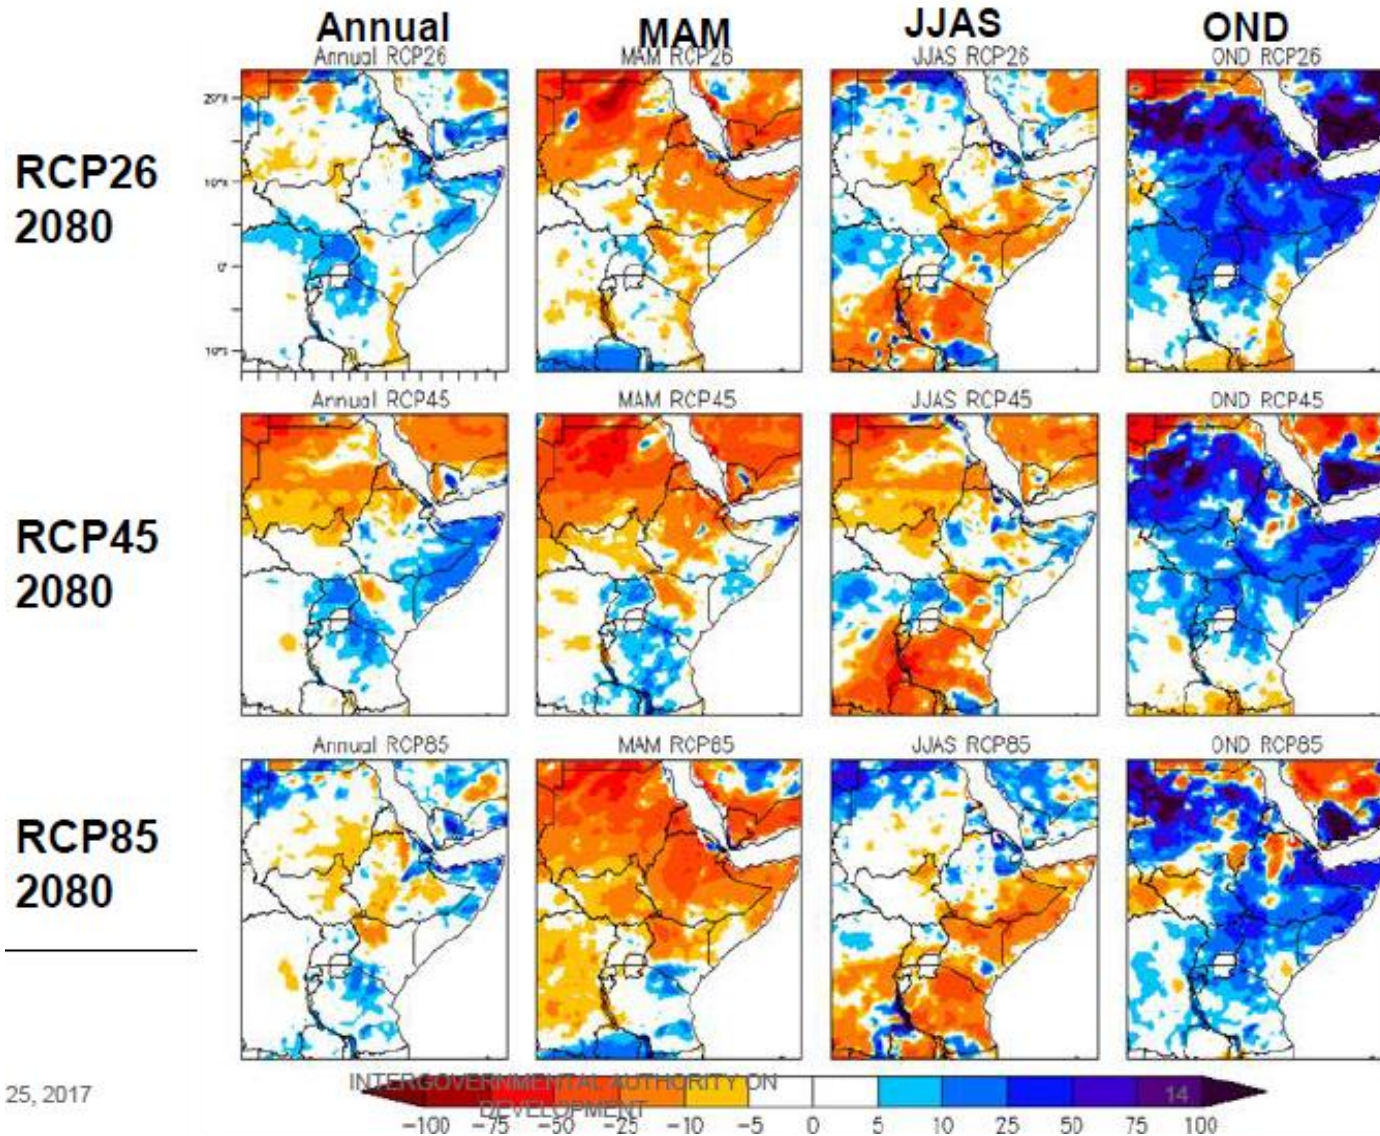 Annual MAM JJAS OND
Annual RCP26 MAM RCP26 JJAS RCP26 OND RCP26
20°N
10°N
0°
10°S
RCP26
2080
Annual RCP45 MAM RCP45 JJAS RCP45 OND RCP45
RCP45
2080
Annual RCP85 MAM RCP85 JJAS RCP85 OND RCP85
RCP85
2080
25, 2017
INTERGOVERNMENTAL AUTHORITY ON
DEVELOPMENT
14
-100 -75 -50 -25 -10 -5 0 5 10 25 50 75 100